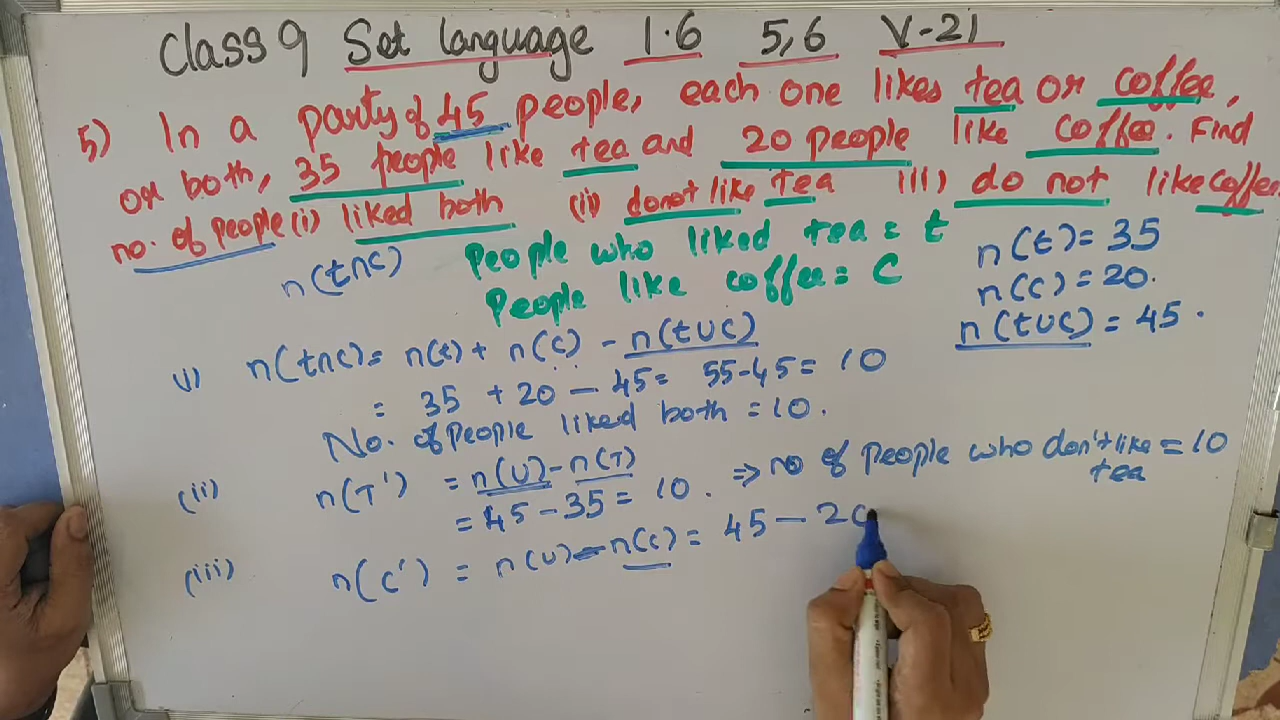 Class 9 Set language 1.6 5,6 V-21
5) In a party of 45 people, each one likes tea or coffee,
or both, 35 people like tea and 20 people like coffee. Find
no. of people (i) liked both (ii) donot like tea (iii) do not like coffee.
n(t∩c)
People who liked tea = t
People like coffee = C
n(t) = 35
n(c) = 20.
n(t∪c) = 45.
(i) n(t∩c) = n(t) + n(c) - n(t∪c)
= 35 + 20 - 45 = 55-45 = 10
No. of People liked both = 10.
(ii) n(T') = n(U) - n(T)
= 45 - 35 = 10. ⇒ no of people who don't like = 10
tea
(iii) n(c') = n(U) - n(c) = 45 - 20